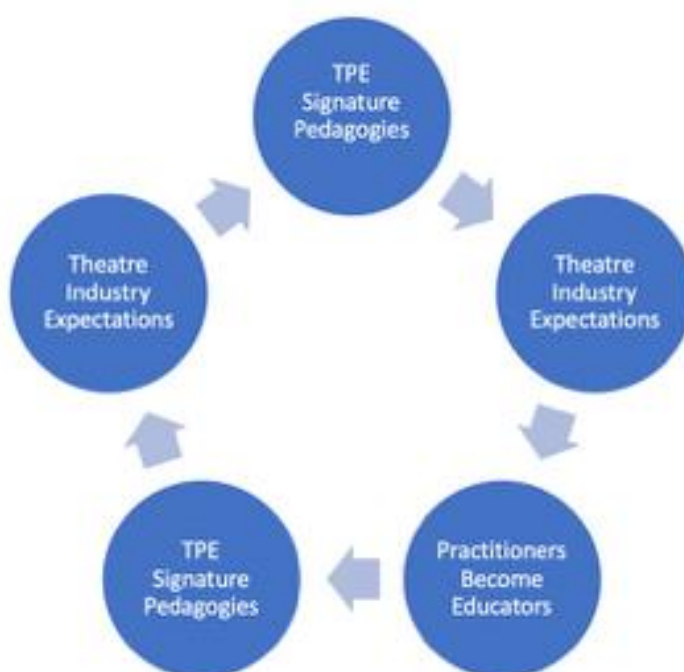 TPE
Signature
Pedagogies
Theatre
Industry
Expectations
Practitioners
Become
Educators
TPE
Signature
Pedagogies
Theatre
Industry
Expectations